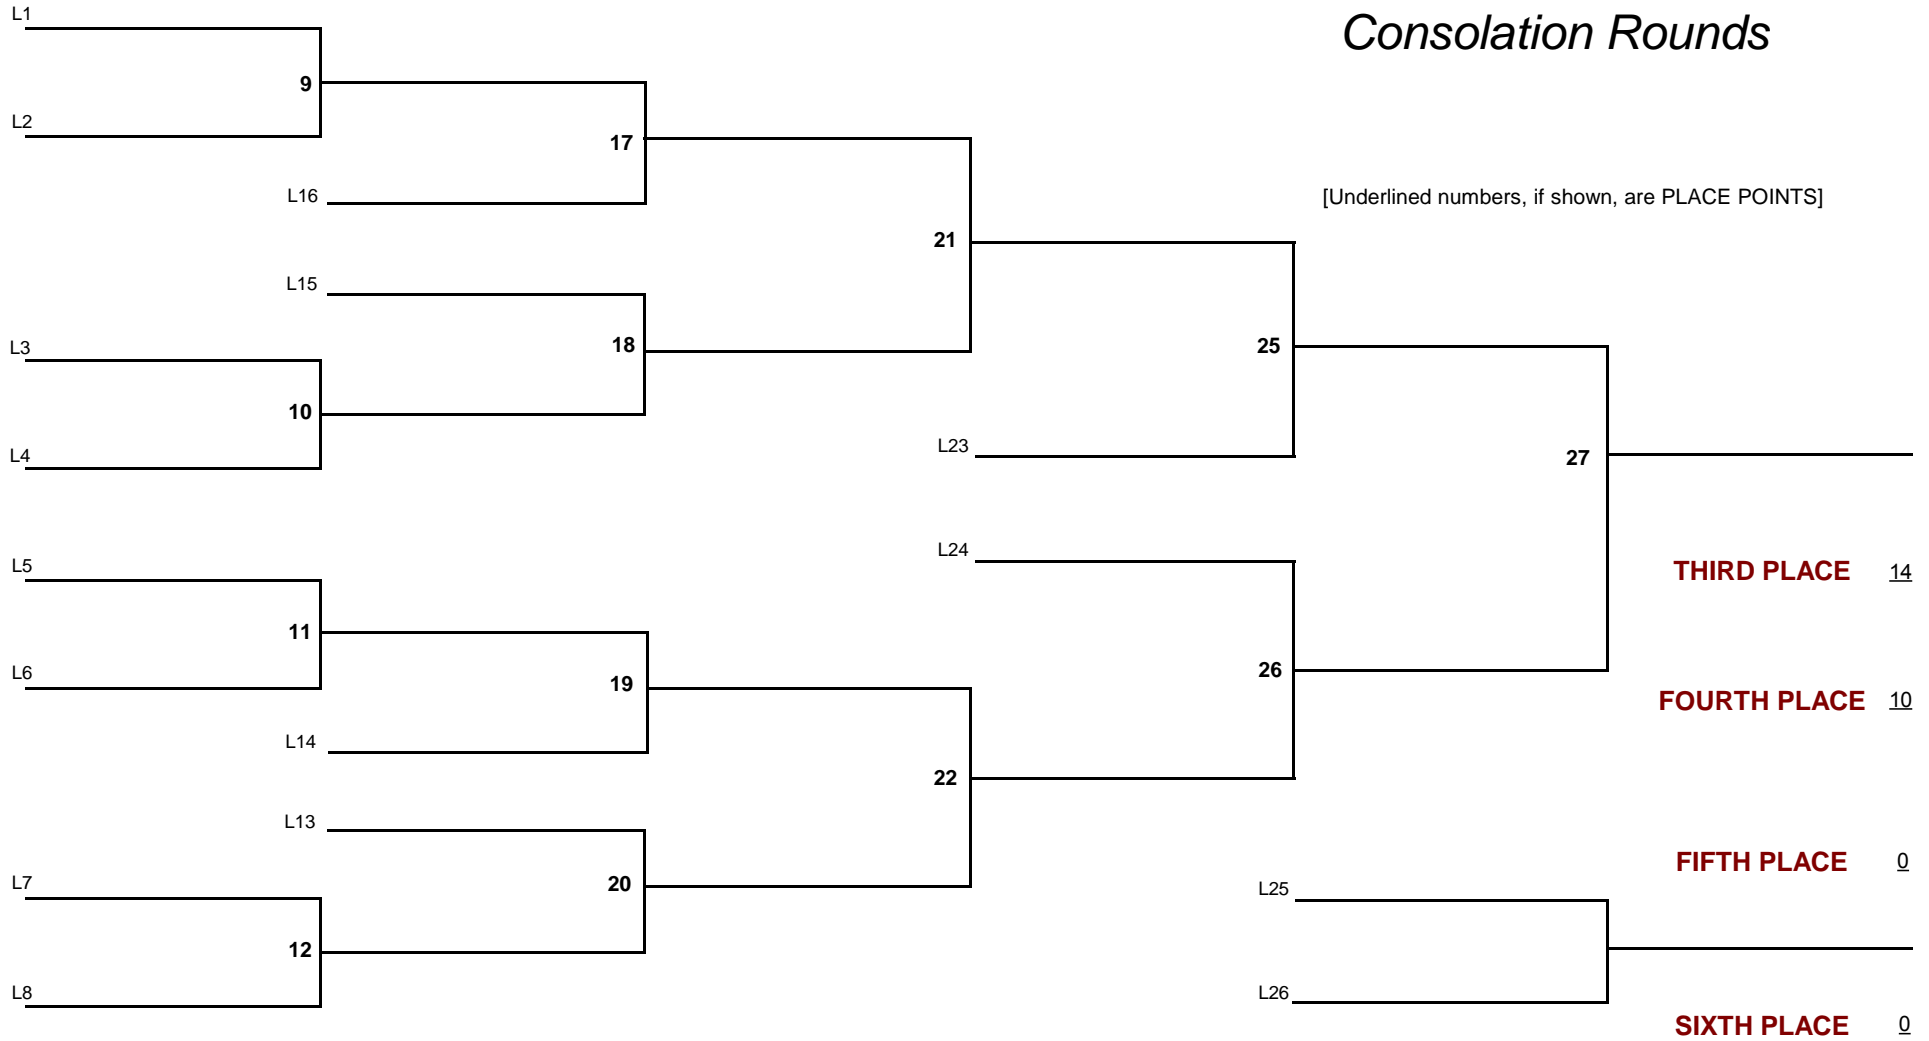 L1
Consolation Rounds
9
L2
17
L16
[Underlined numbers, if shown, are PLACE POINTS]
21
L15
L3
18
25
10
L4
L23
27
L24
L5
THIRD PLACE 14
11
L6
19
26
FOURTH PLACE 10
L14
22
L13
FIFTH PLACE 0
L7
20
L25
12
L8
L26
SIXTH PLACE 0